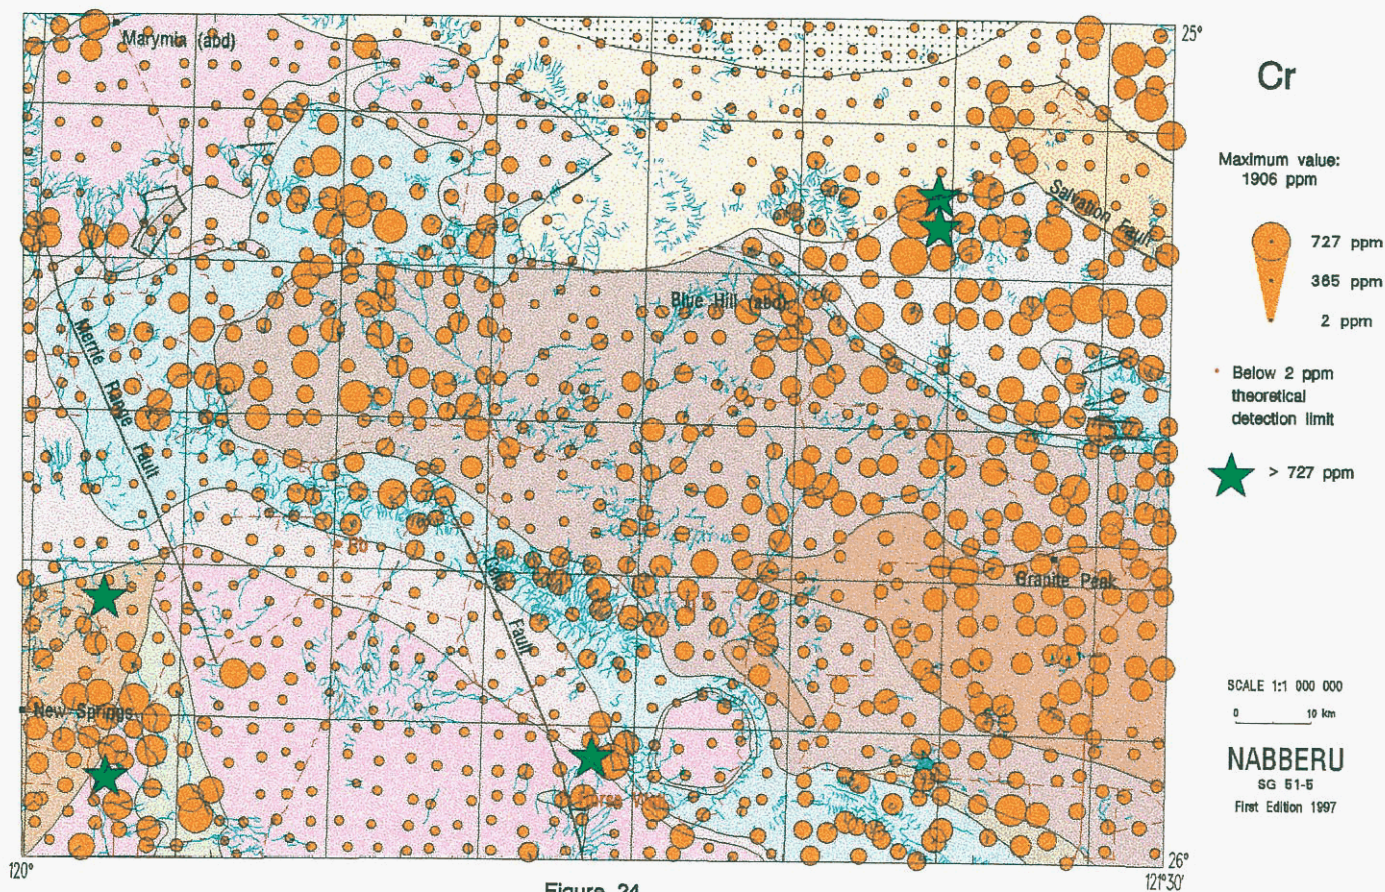 25°
Marymia (abd)
Cr
Maximum value:
1906 ppm
Salvation Fault
727 ppm
365 ppm
2 ppm
Blue Hill (abd)
Merrie Range Fault
Below 2 ppm
theoretical
detection limit
> 727 ppm
Bb
Fault
Granite Peak
New Springs
SCALE 1:1 000 000
0 10 km
NABBERU
SG 51-5
First Edition 1997
120°
26°
121°30'
Figure 24